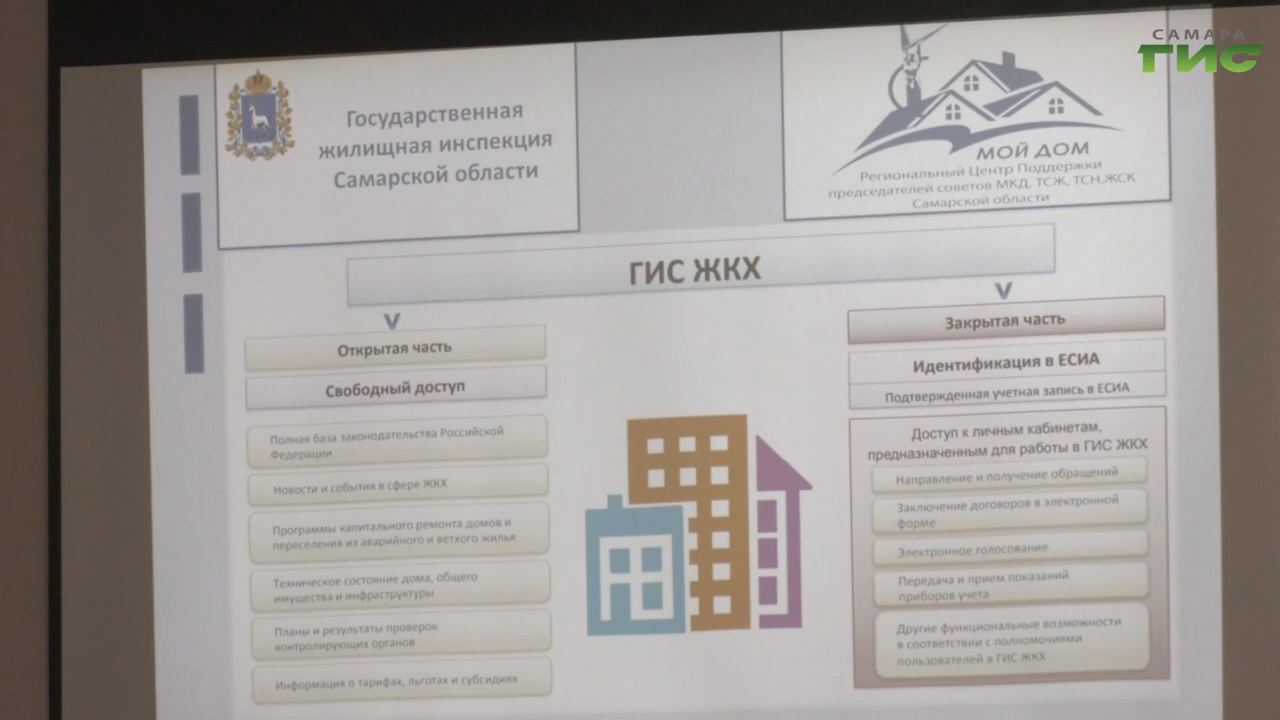 САМАРА
ГИС
Государственная
жилищная инспекция
Самарской области
МОЙ ДОМ
Региональный Центр Поддержки
председателей советов МКД, ТСЖ, ТСН,ЖСК
Самарской области
ГИС ЖКХ
Открытая часть
Свободный доступ
Полная база законодательства Российской
Федерации
Новости и события в сфере ЖКХ
Программы капитального ремонта домов и
переселения из аварийного и ветхого жилья
Техническое состояние дома, общего
имущества и инфраструктуры
Планы и результаты проверок
контролирующих органов
Информация о тарифах, льготах и субсидиях
Закрытая часть
Идентификация в ЕСИА
Подтвержденная учетная запись в ЕСИА
Доступ к личным кабинетам,
предназначенным для работы в ГИС ЖКХ
Направление и получение обращений
Заключение договоров в электронной
форме
Электронное голосование
Передача и прием показаний
приборов учета
Другие функциональные возможности
в соответствии с полномочиями
пользователей в ГИС ЖКХ